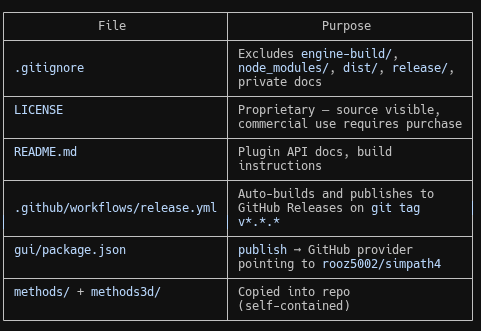 File Purpose
.gitignore
Excludes engine-build/,
node_modules/, dist/, release/,
private docs
LICENSE
Proprietary — source visible,
commercial use requires purchase
README.md
Plugin API docs, build
instructions
.github/workflows/release.yml
Auto-builds and publishes to
GitHub Releases on git tag
v*.*.*
gui/package.json
publish → GitHub provider
pointing to rooz5002/simpath4
methods/ + methods3d/
Copied into repo
(self-contained)